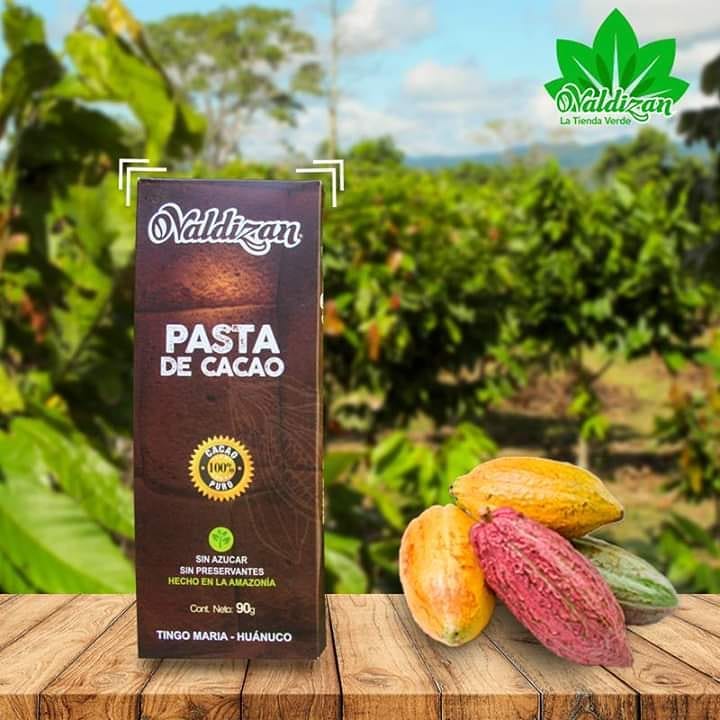 Valdizan
La Tienda Verde
Valdizan
PASTA
DE CACAO
CACAO
100%
PURO
SIN AZUCAR
SIN PRESERVANTES
HECHO EN LA AMAZONÍA
Cont. Neto: 90g
TINGO MARIA - HUÁNUCO